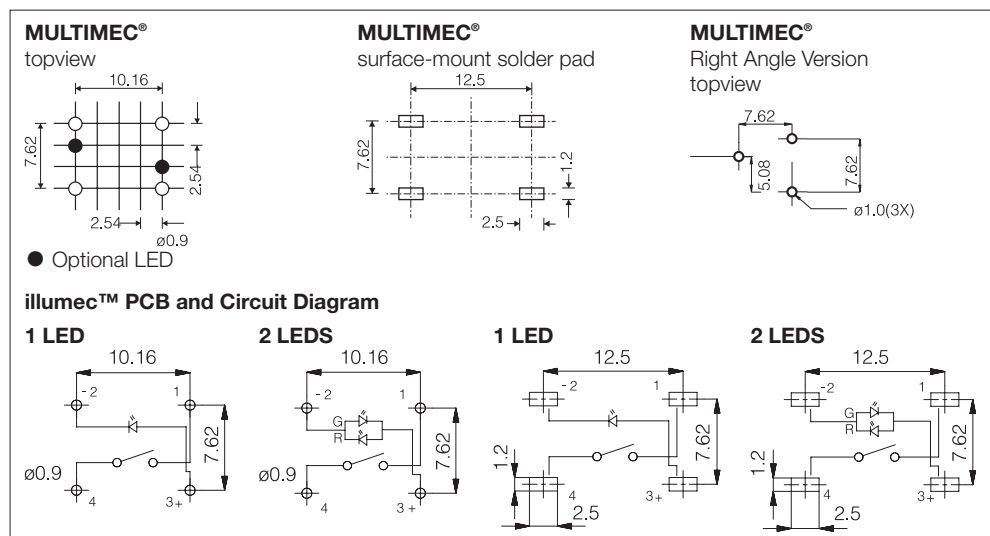 MULTIMEC®
topview
10.16
7.62
2.54
2.54
ø0.9
● Optional LED
MULTIMEC®
surface-mount solder pad
12.5
7.62
1.2
2.5
MULTIMEC®
Right Angle Version
topview
7.62
5.08
7.62
ø1.0(3X)
illumec™ PCB and Circuit Diagram
1 LED
10.16
- 2
1
7.62
ø0.9
4
3+
2 LEDS
10.16
- 2
1
G
R
7.62
ø0.9
4
3+
1 LED
12.5
-2
1
7.62
1.2
4
3+
2.5
2 LEDS
12.5
-2
1
G
R
7.62
1.2
4
3+
2.5